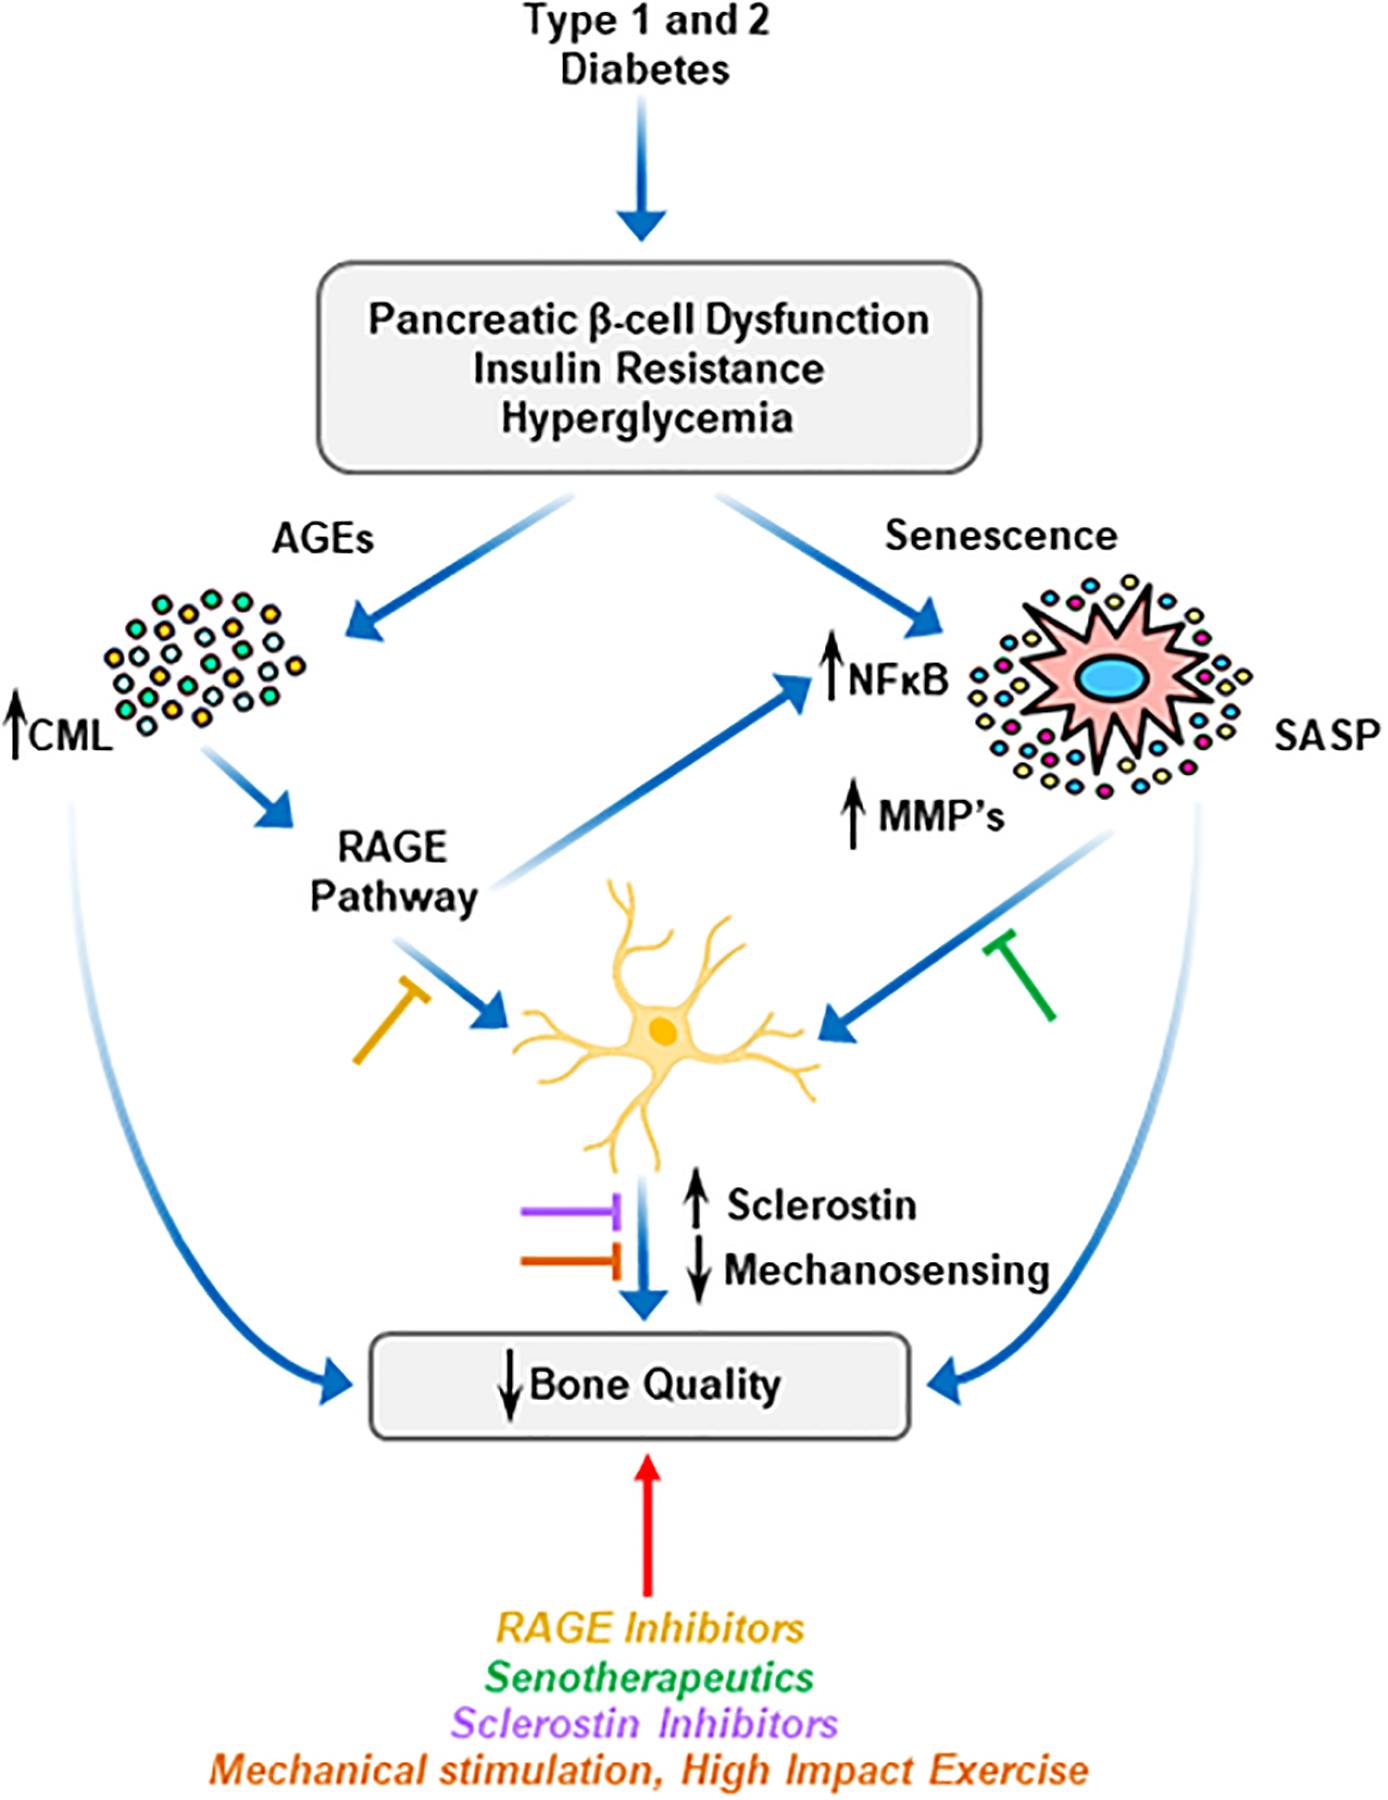 Type 1 and 2
Diabetes
Pancreatic β-cell Dysfunction
Insulin Resistance
Hyperglycemia
AGEs
Senescence
NFκB
CML
SASP
MMP’s
RAGE
Pathway
Sclerostin
Mechanosensing
Bone Quality
RAGE Inhibitors
Senotherapeutics
Sclerostin Inhibitors
Mechanical stimulation, High Impact Exercise